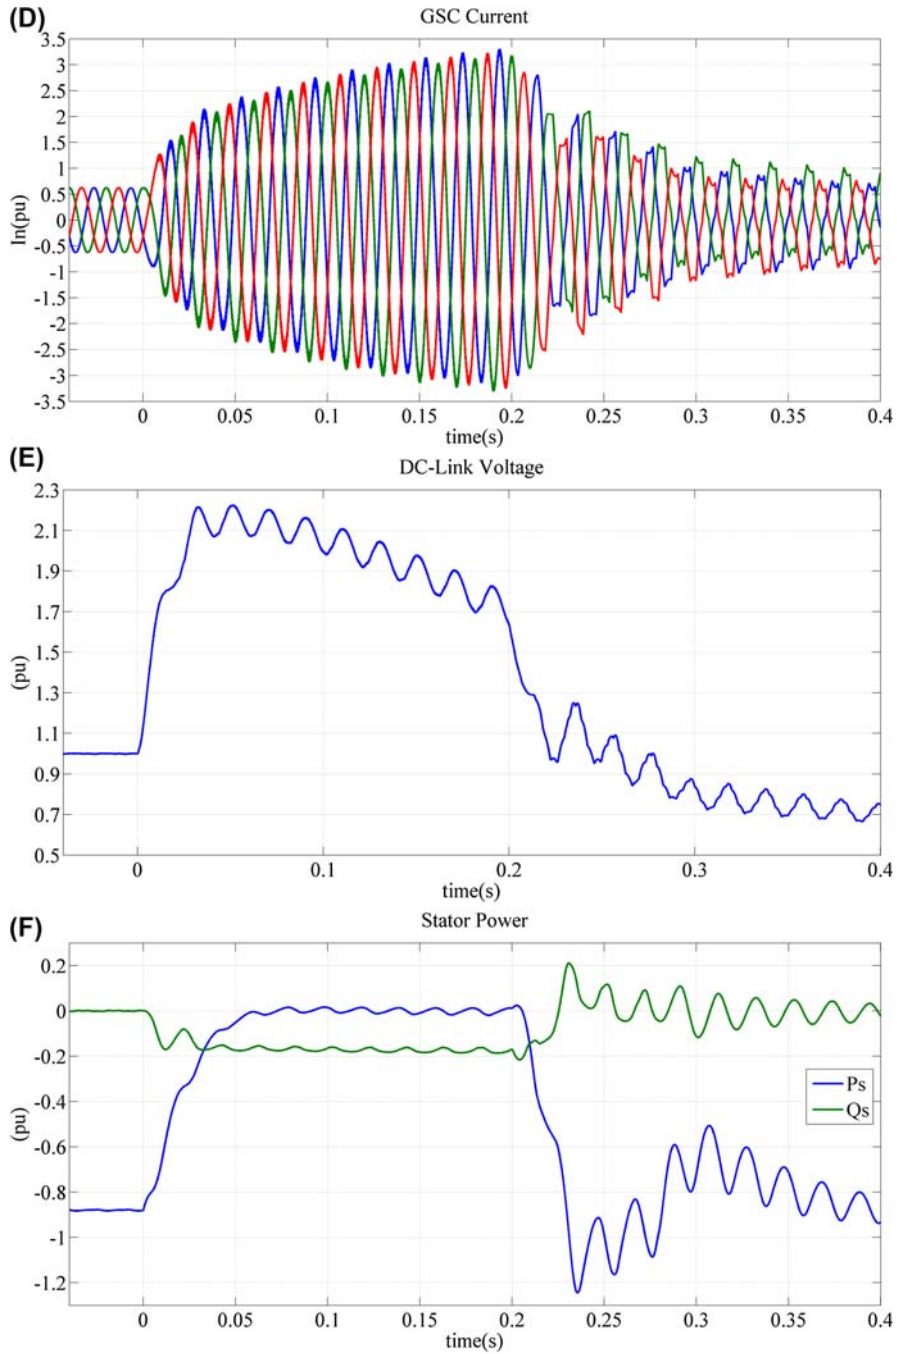 (D)
GSC Current
3.5
3
2.5
2
1.5
1
0.5
0
-0.5
-1
-1.5
-2
-2.5
-3
-3.5
In(pu)
0 0.05 0.1 0.15 0.2 0.25 0.3 0.35 0.4
time(s)
(E)
DC-Link Voltage
2.3
2.1
1.9
1.7
1.5
1.3
1.1
0.9
0.7
0.5
(pu)
0 0.1 0.2 0.3 0.4
time(s)
(F)
Stator Power
0.2
0
-0.2
-0.4
-0.6
-0.8
-1
-1.2
(pu)
Ps
Qs
0 0.05 0.1 0.15 0.2 0.25 0.3 0.35 0.4
time(s)